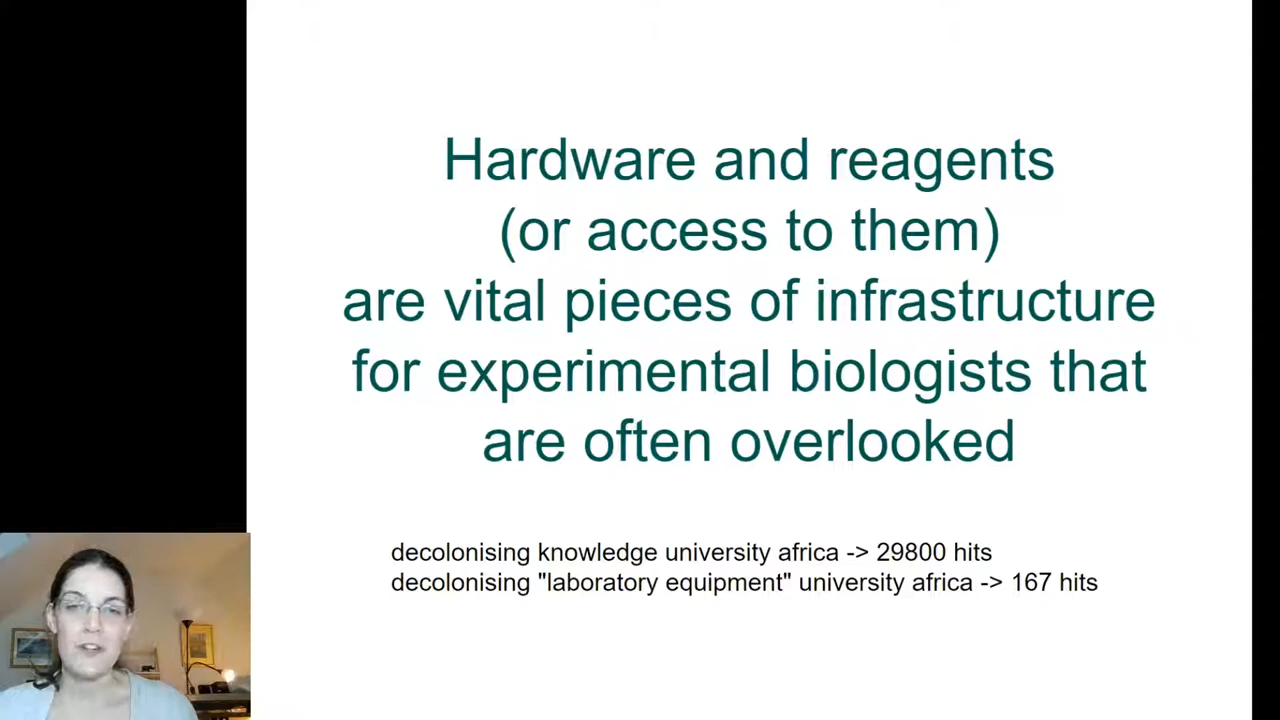 Hardware and reagents
(or access to them)
are vital pieces of infrastructure
for experimental biologists that
are often overlooked
decolonising knowledge university africa -> 29800 hits
decolonising "laboratory equipment" university africa -> 167 hits